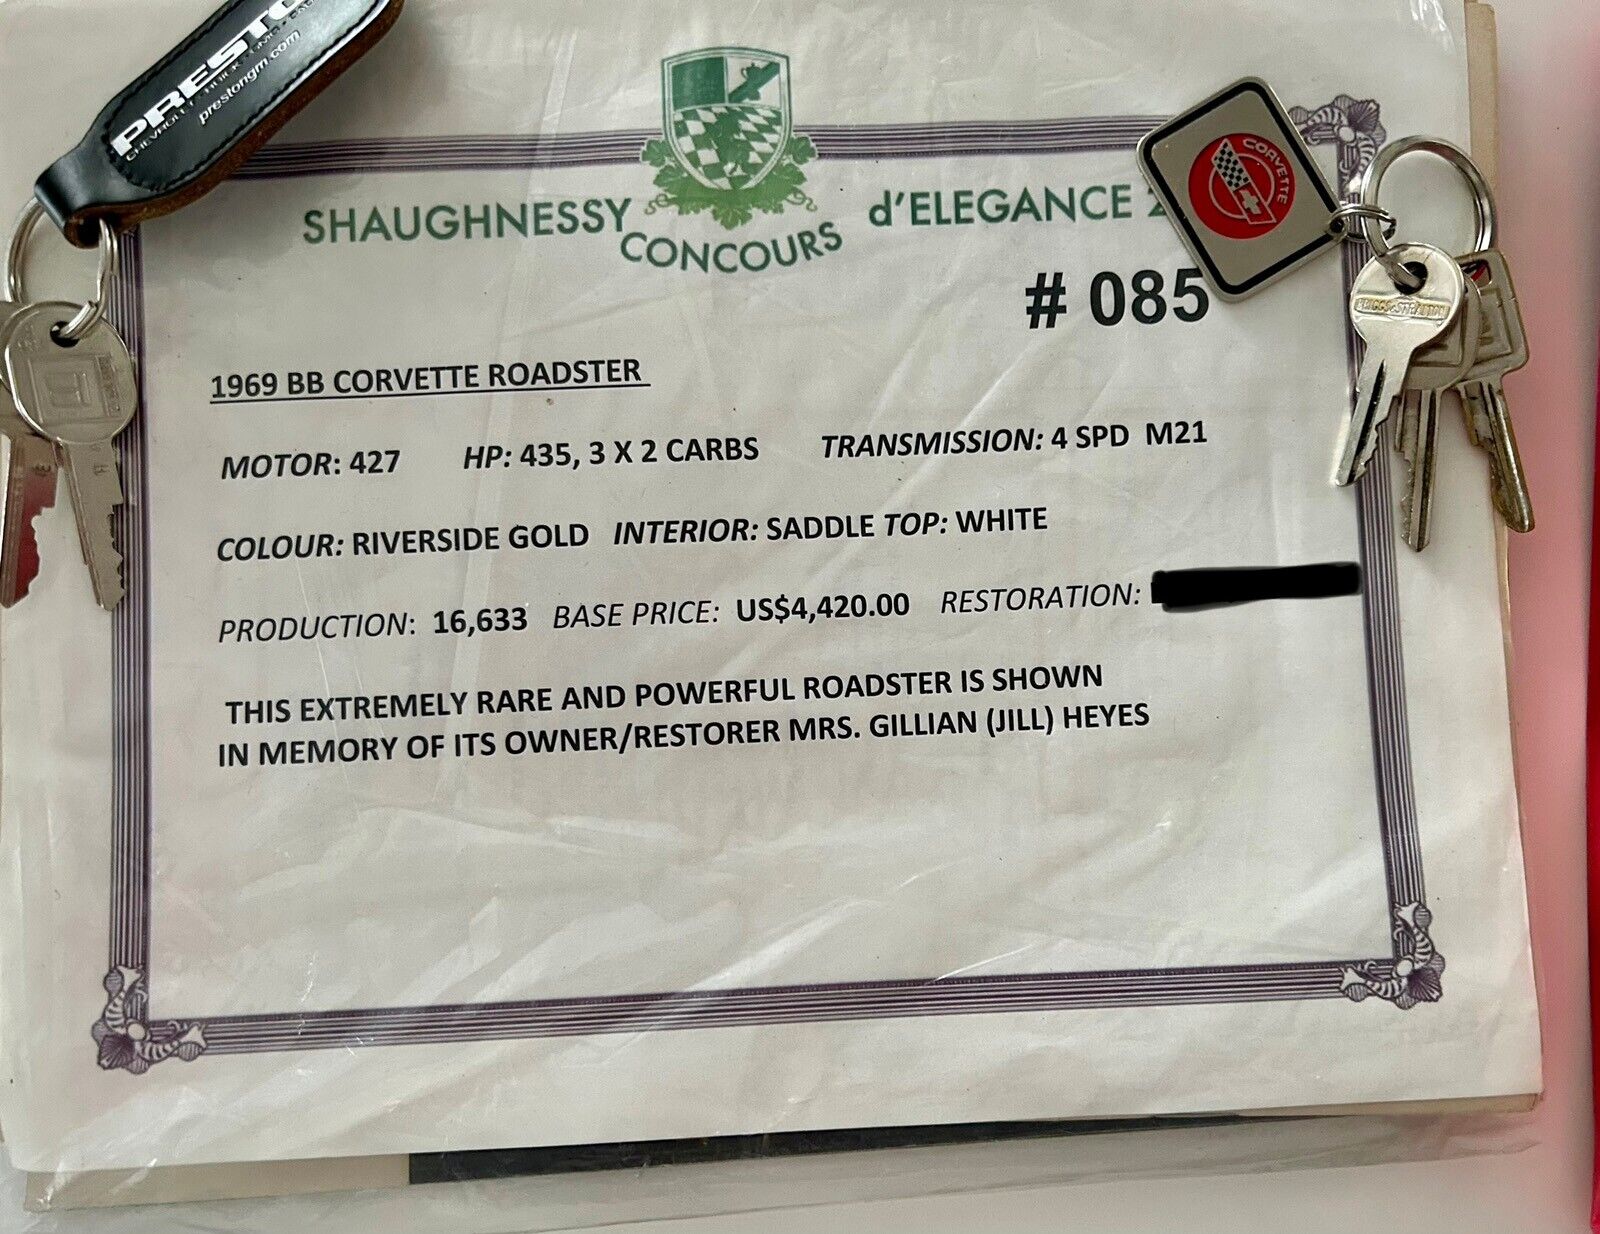 PRESTO
CHEVROLET
prestongm.com
SHAUGHNESSY CONCOURS d'ELEGANCE
CORVETTE
# 085
BRIGGS & STRATTON
1969 BB CORVETTE ROADSTER
MOTOR: 427 HP: 435, 3 X 2 CARBS TRANSMISSION: 4 SPD M21
COLOUR: RIVERSIDE GOLD INTERIOR: SADDLE TOP: WHITE
PRODUCTION: 16,633 BASE PRICE: US$4,420.00 RESTORATION:
THIS EXTREMELY RARE AND POWERFUL ROADSTER IS SHOWN
IN MEMORY OF ITS OWNER/RESTORER MRS. GILLIAN (JILL) HEYES